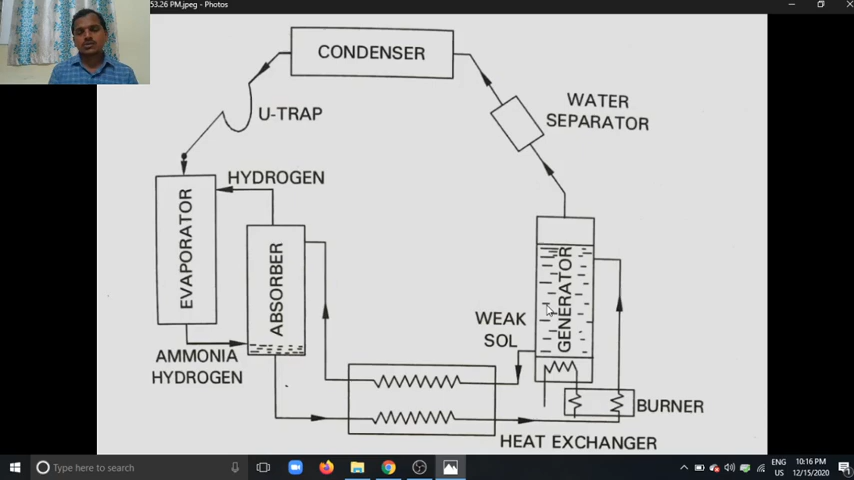 53.26 PM.jpeg - Photos
CONDENSER
WATER
SEPARATOR
U-TRAP
HYDROGEN
EVAPORATOR
ABSORBER
GENERATOR
WEAK
SOL
AMMONIA
HYDROGEN
BURNER
HEAT EXCHANGER
Type here to search
ENG
US
10:16 PM
12/15/2020